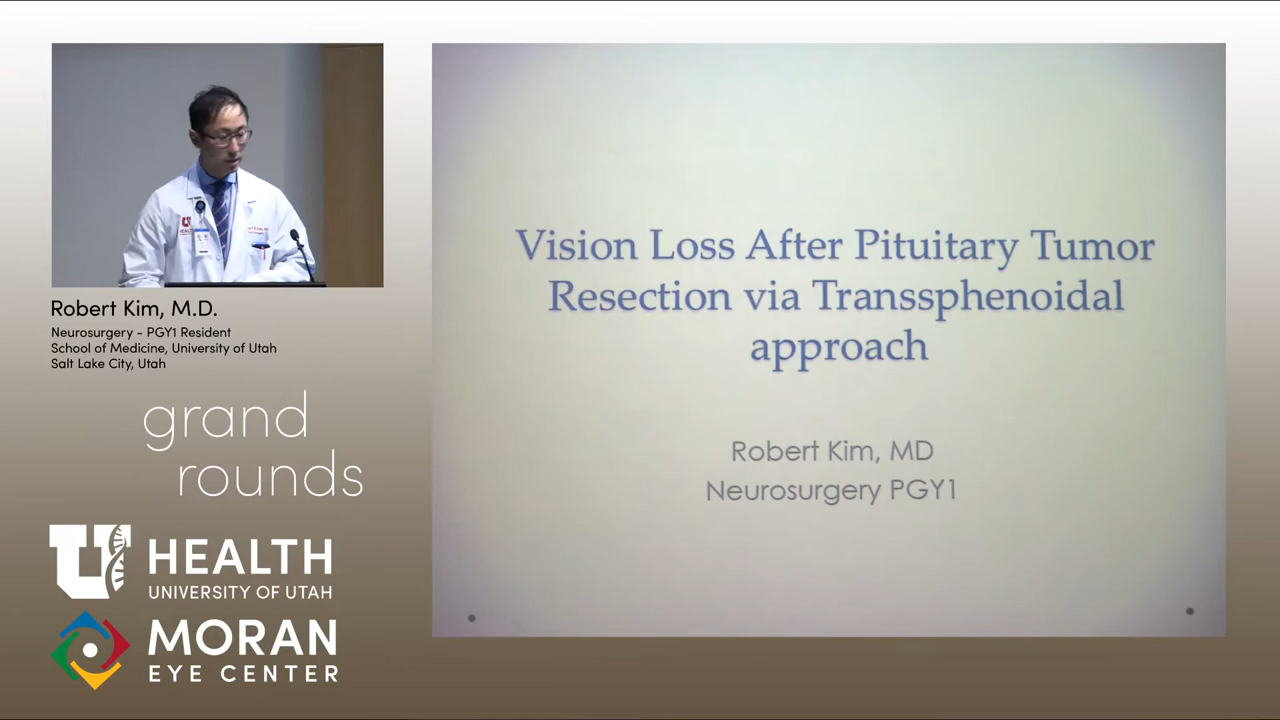 Robert Kim, M.D.
Neurosurgery - PGY1 Resident
School of Medicine, University of Utah
Salt Lake City, Utah
grand
rounds
U HEALTH
UNIVERSITY OF UTAH
MORAN
EYE CENTER
Vision Loss After Pituitary Tumor
Resection via Transsphenoidal
approach
Robert Kim, MD
Neurosurgery PGY1